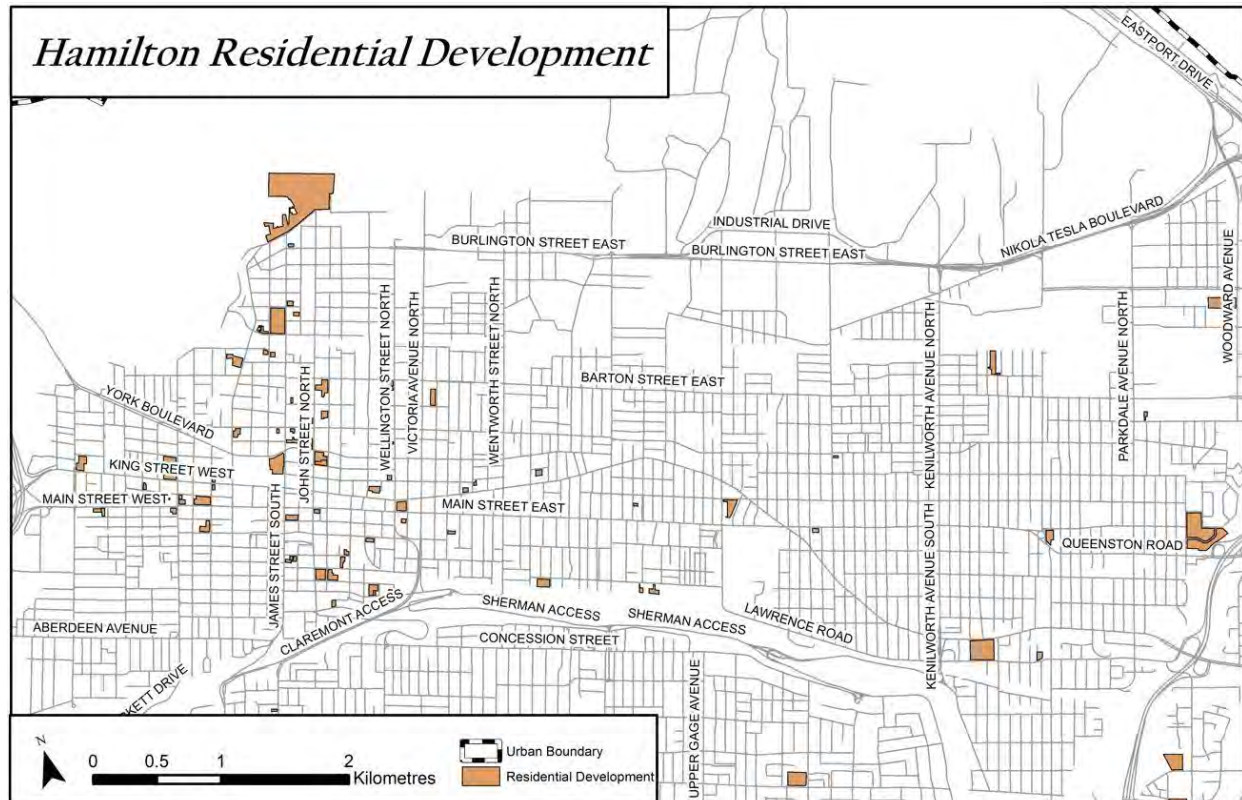 Hamilton Residential Development
EASTPORT DRIVE
INDUSTRIAL DRIVE
BURLINGTON STREET EAST
BURLINGTON STREET EAST
NIKOLA TESLA BOULEVARD
WOODWARD AVENUE
WELLINGTON STREET NORTH
VICTORIA AVENUE NORTH
WENTWORTH STREET NORTH
KENILWORTH AVENUE NORTH
PARKDALE AVENUE NORTH
BARTON STREET EAST
JOHN STREET NORTH
YORK BOULEVARD
KING STREET WEST
MAIN STREET WEST
MAIN STREET EAST
QUEENSTON ROAD
JAMES STREET SOUTH
KENILWORTH AVENUE SOUTH
CLAREMONT ACCESS
SHERMAN ACCESS
SHERMAN ACCESS
LAWRENCE ROAD
ABERDEEN AVENUE
CONCESSION STREET
UPPER GAGE AVENUE
KETT DRIVE
N
0 0.5 1 2
Kilometres
Urban Boundary
Residential Development